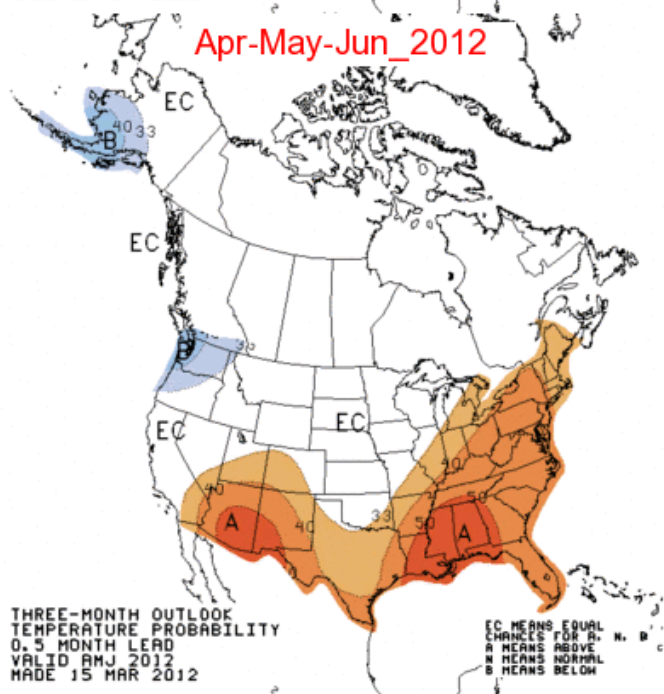 Apr-May-Jun_2012
EC
40 33
B
EC
33
B
EC
EC
40
40
50
40
A
40
33
50
A
THREE-MONTH OUTLOOK
TEMPERATURE PROBABILITY
0.5 MONTH LEAD
VALID AMJ 2012
MADE 15 MAR 2012
EC MEANS EQUAL
CHANCES FOR A, N, B
A MEANS ABOVE
N MEANS NORMAL
B MEANS BELOW